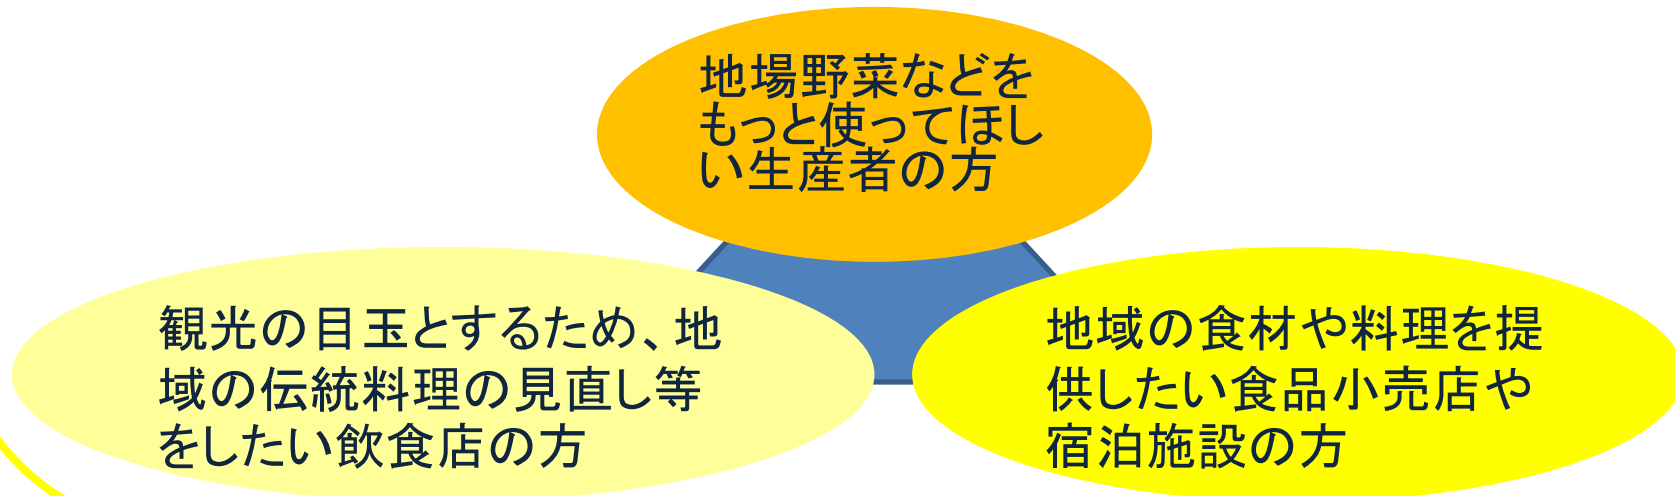 地場野菜などを
もっと使ってほし
い生産者の方
観光の目玉とするため、地
域の伝統料理の見直し等
をしたい飲食店の方
地域の食材や料理を提
供したい食品小売店や
宿泊施設の方